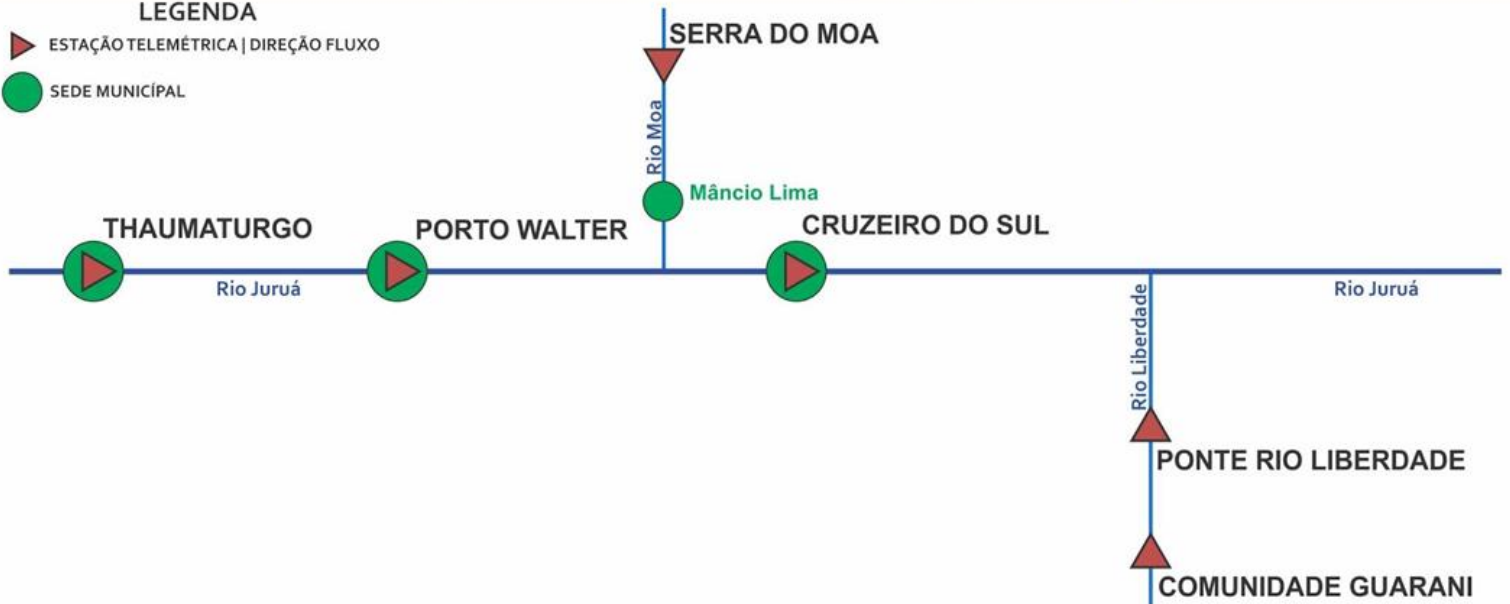 LEGENDA
ESTAÇÃO TELEMÉTRICA | DIREÇÃO FLUXO
SEDE MUNICÍPAL
SERRA DO MOA
Rio Moa
Mâncio Lima
THAUMATURGO
PORTO WALTER
CRUZEIRO DO SUL
Rio Juruá
Rio Juruá
Rio Liberdade
PONTE RIO LIBERDADE
COMUNIDADE GUARANI